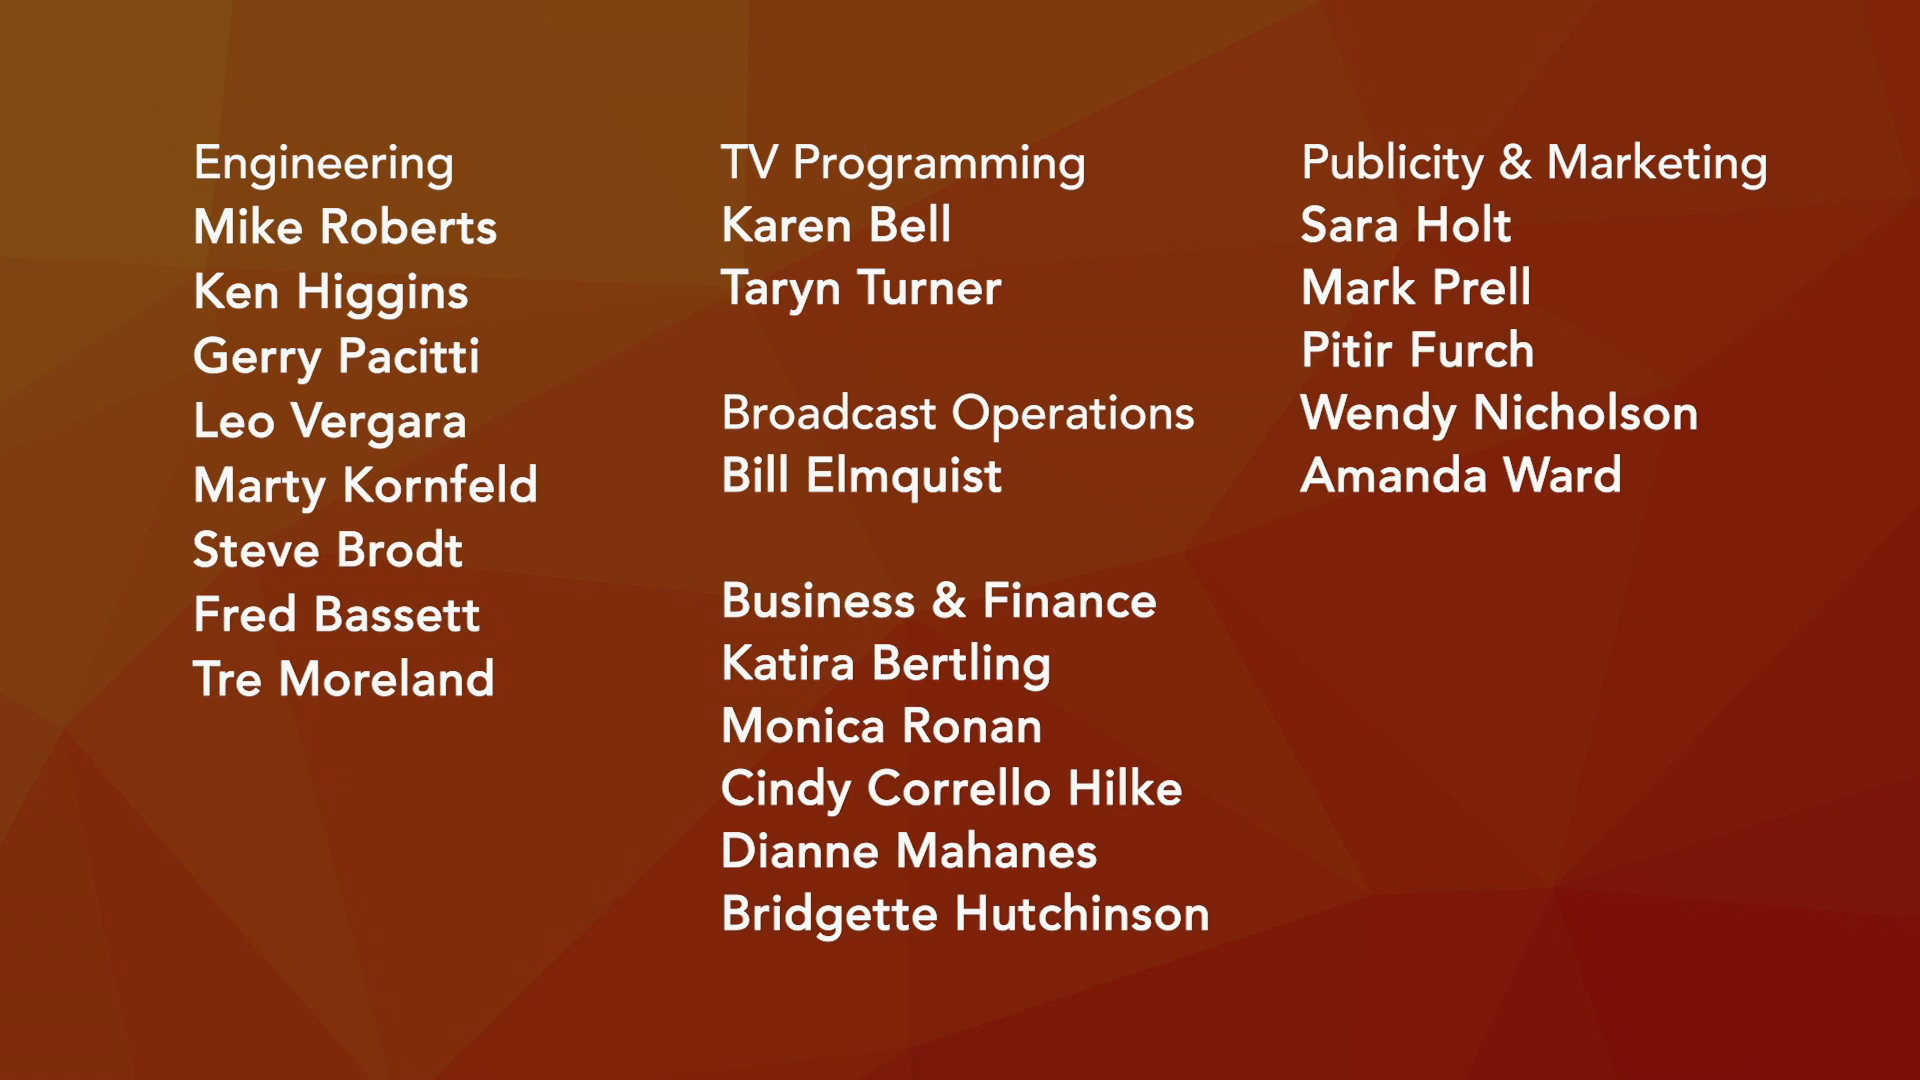 Engineering
Mike Roberts
Ken Higgins
Gerry Pacitti
Leo Vergara
Marty Kornfeld
Steve Brodt
Fred Bassett
Tre Moreland
TV Programming
Karen Bell
Taryn Turner
Broadcast Operations
Bill Elmquist
Business & Finance
Katira Bertling
Monica Ronan
Cindy Corrello Hilke
Dianne Mahanes
Bridgette Hutchinson
Publicity & Marketing
Sara Holt
Mark Prell
Pitir Furch
Wendy Nicholson
Amanda Ward